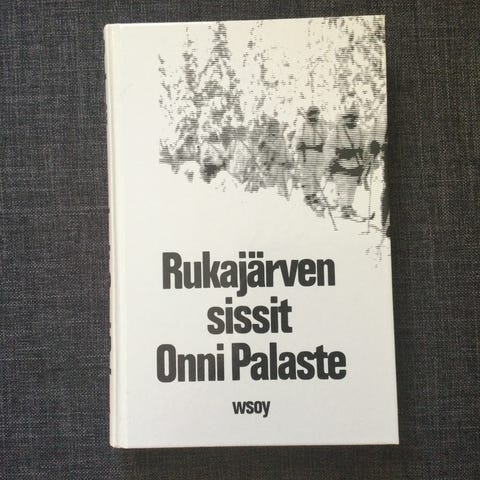 Rukajärven
sissit
Onni Palaste
wsoy